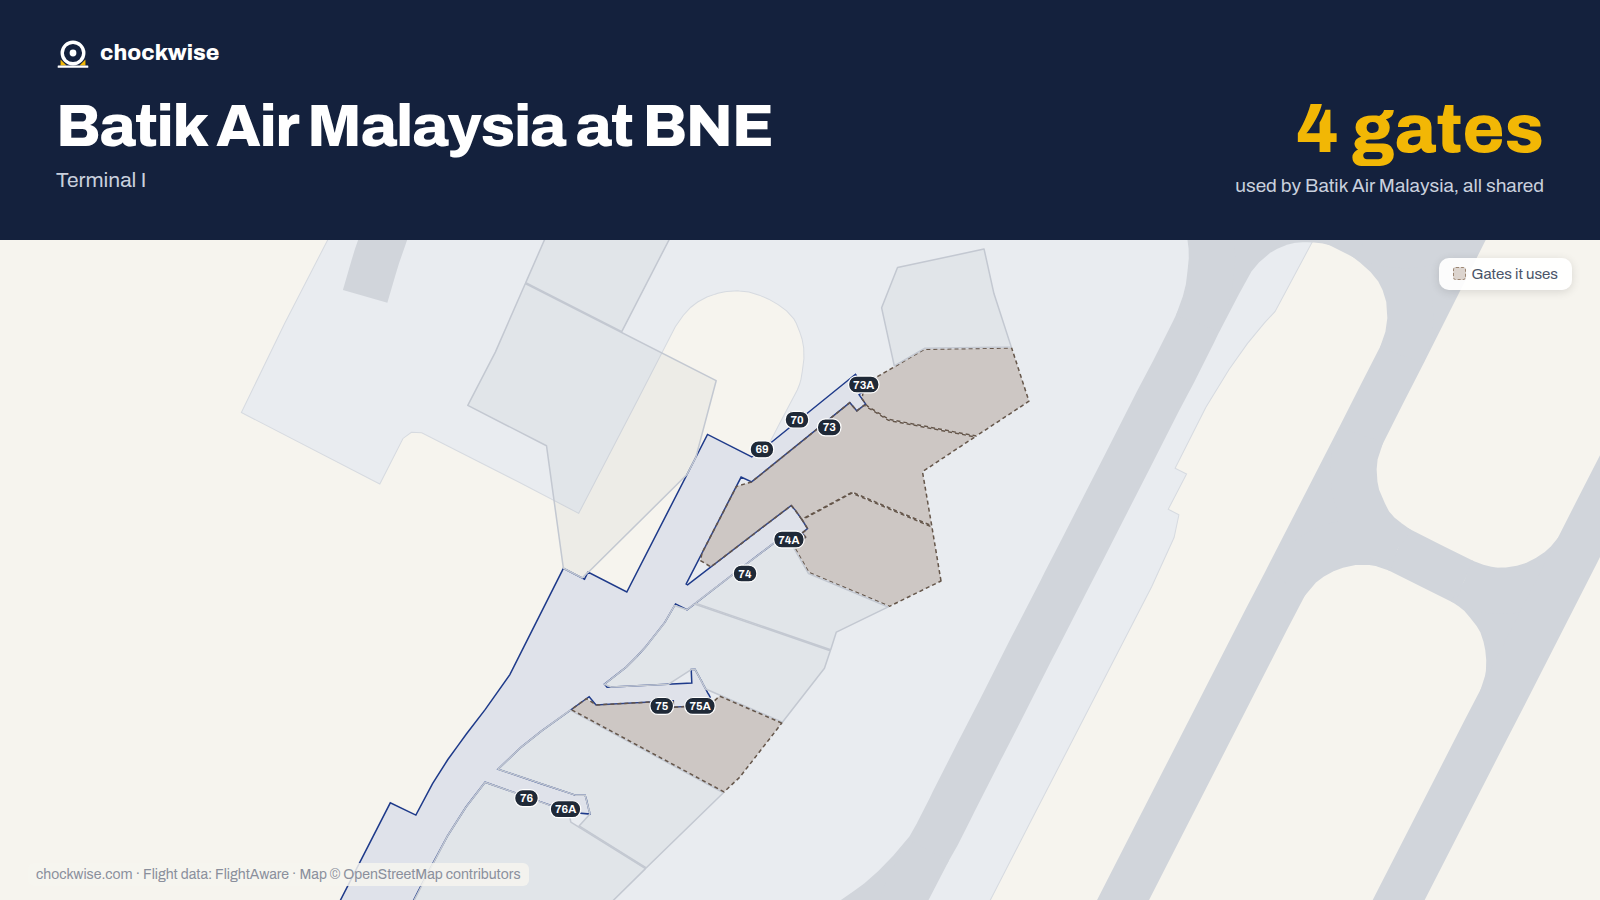 chockwise
Batik Air Malaysia at BNE
Terminal I
4 gates
used by Batik Air Malaysia, all shared
Gates it uses
73A
70
73
69
74A
74
75
75A
76
76A
chockwise.com · Flight data: FlightAware · Map © OpenStreetMap contributors